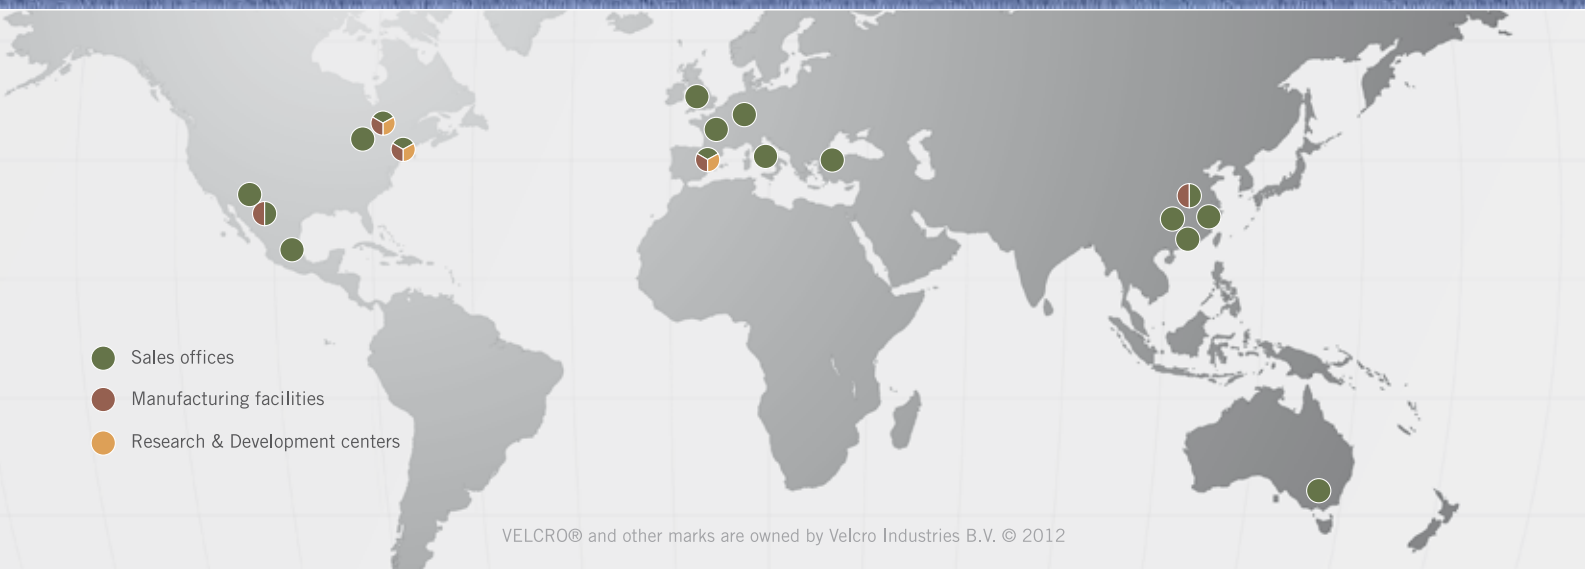 Sales offices
Manufacturing facilities
Research & Development centers
VELCRO® and other marks are owned by Velcro Industries B.V. © 2012